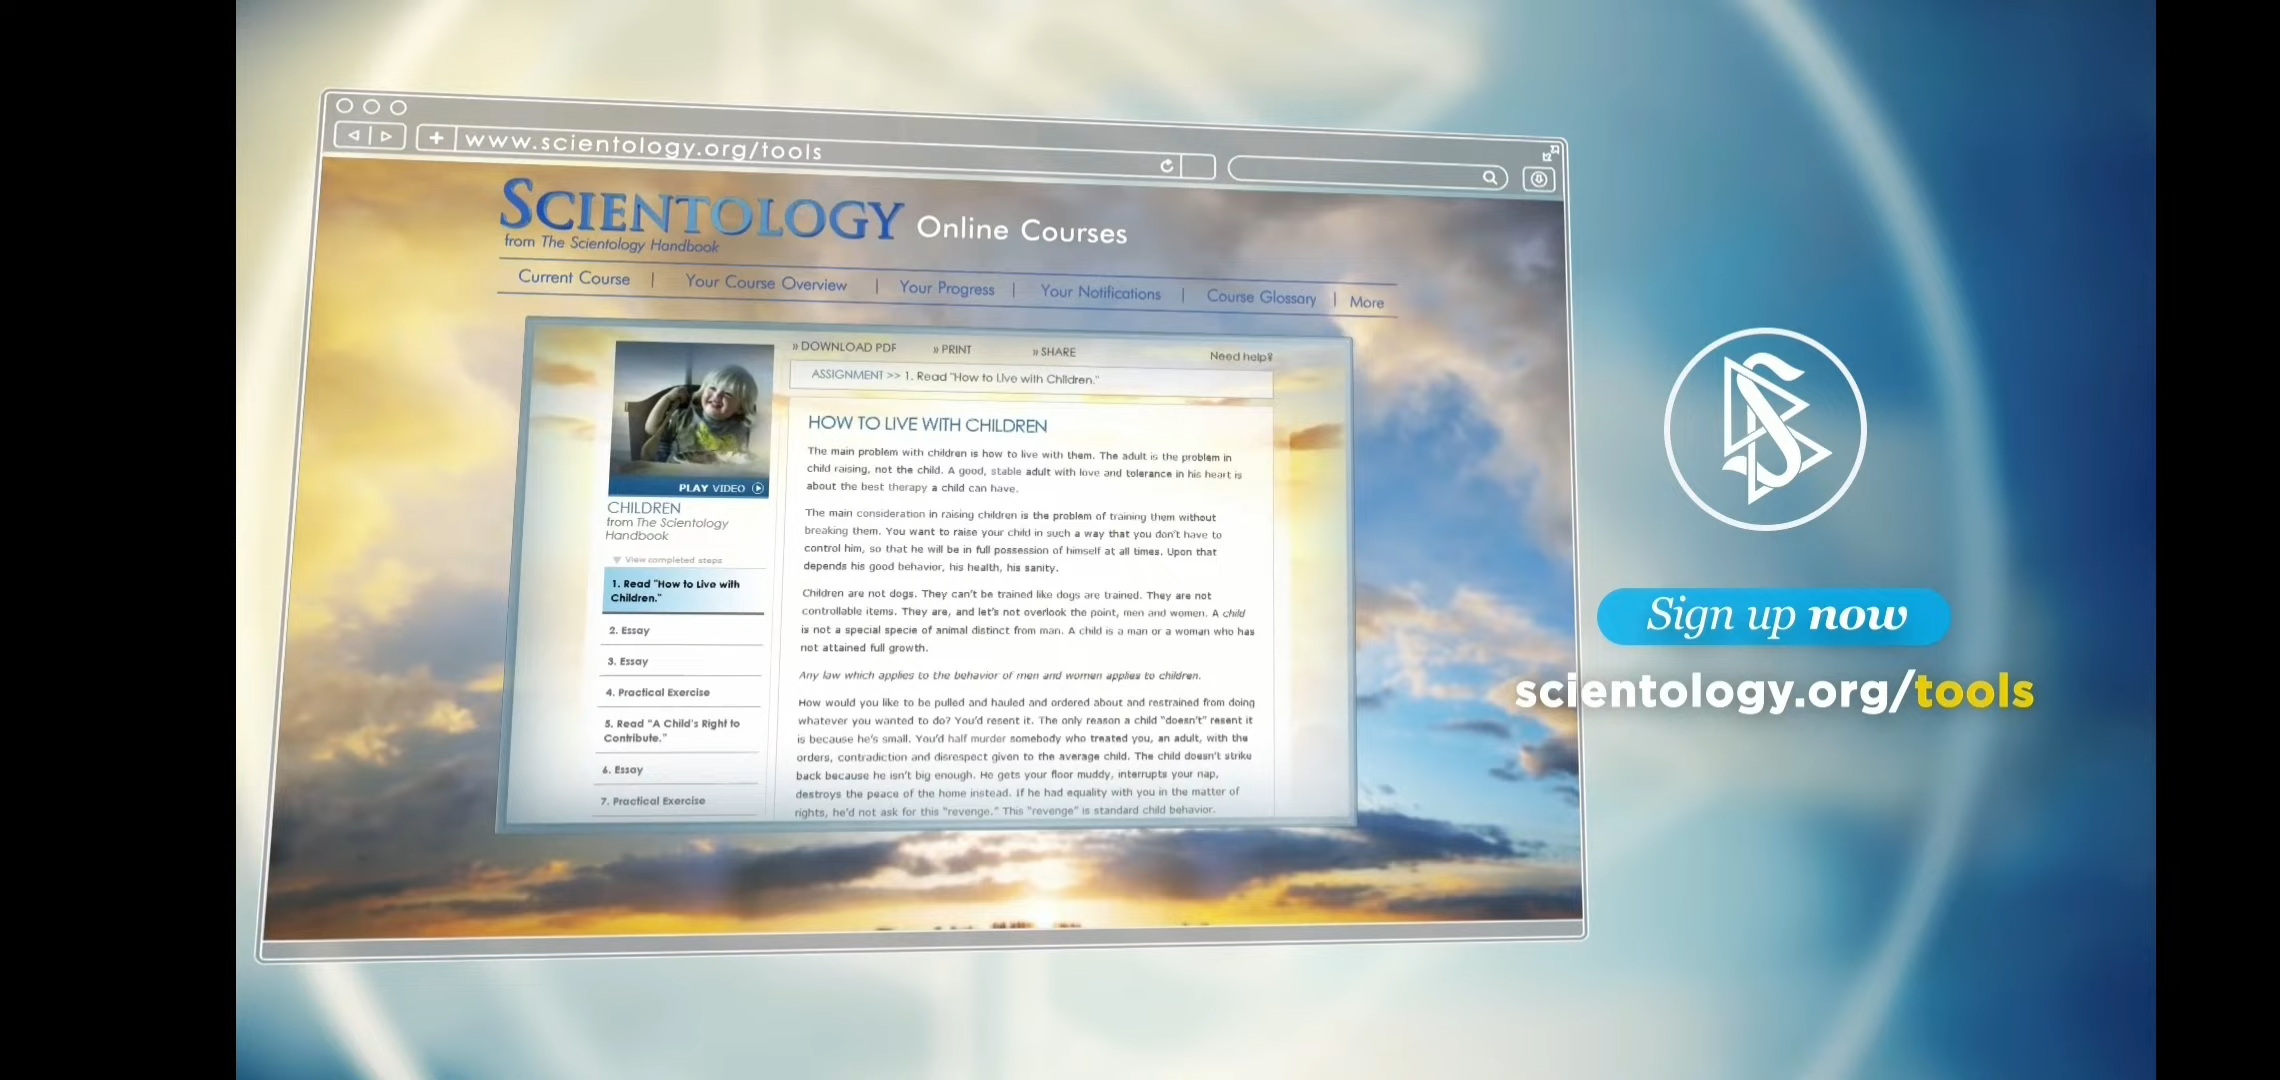 www.scientology.org/tools
SCIENTOLOGY Online Courses
from The Scientology Handbook
Current Course | Your Course Overview | Your Progress | Your Notifications | Course Glossary | More
» DOWNLOAD PDF » PRINT » SHARE Need help?
ASSIGNMENT >> 1. Read "How to Live with Children."
PLAY VIDEO
CHILDREN
from The Scientology
Handbook
View completed steps
1. Read "How to Live with
Children."
2. Essay
3. Essay
4. Practical Exercise
5. Read "A Child's Right to
Contribute."
6. Essay
7. Practical Exercise
HOW TO LIVE WITH CHILDREN
The main problem with children is how to live with them. The adult is the problem in
child raising, not the child. A good, stable adult with love and tolerance in his heart is
about the best therapy a child can have.
The main consideration in raising children is the problem of training them without
breaking them. You want to raise your child in such a way that you don't have to
control him, so that he will be in full possession of himself at all times. Upon that
depends his good behavior, his health, his sanity.
Children are not dogs. They can't be trained like dogs are trained. They are not
controllable items. They are, and let's not overlook the point, men and women. A child
is not a special specie of animal distinct from man. A child is a man or a woman who has
not attained full growth.
Any law which applies to the behavior of men and women applies to children.
How would you like to be pulled and hauled and ordered about and restrained from doing
whatever you wanted to do? You'd resent it. The only reason a child "doesn't" resent it
is because he's small. You'd half murder somebody who treated you, an adult, with the
orders, contradiction and disrespect given to the average child. The child doesn't strike
back because he isn't big enough. He gets your floor muddy, interrupts your nap,
destroys the peace of the home instead. If he had equality with you in the matter of
rights, he'd not ask for this "revenge." This "revenge" is standard child behavior.
Sign up now
scientology.org/tools